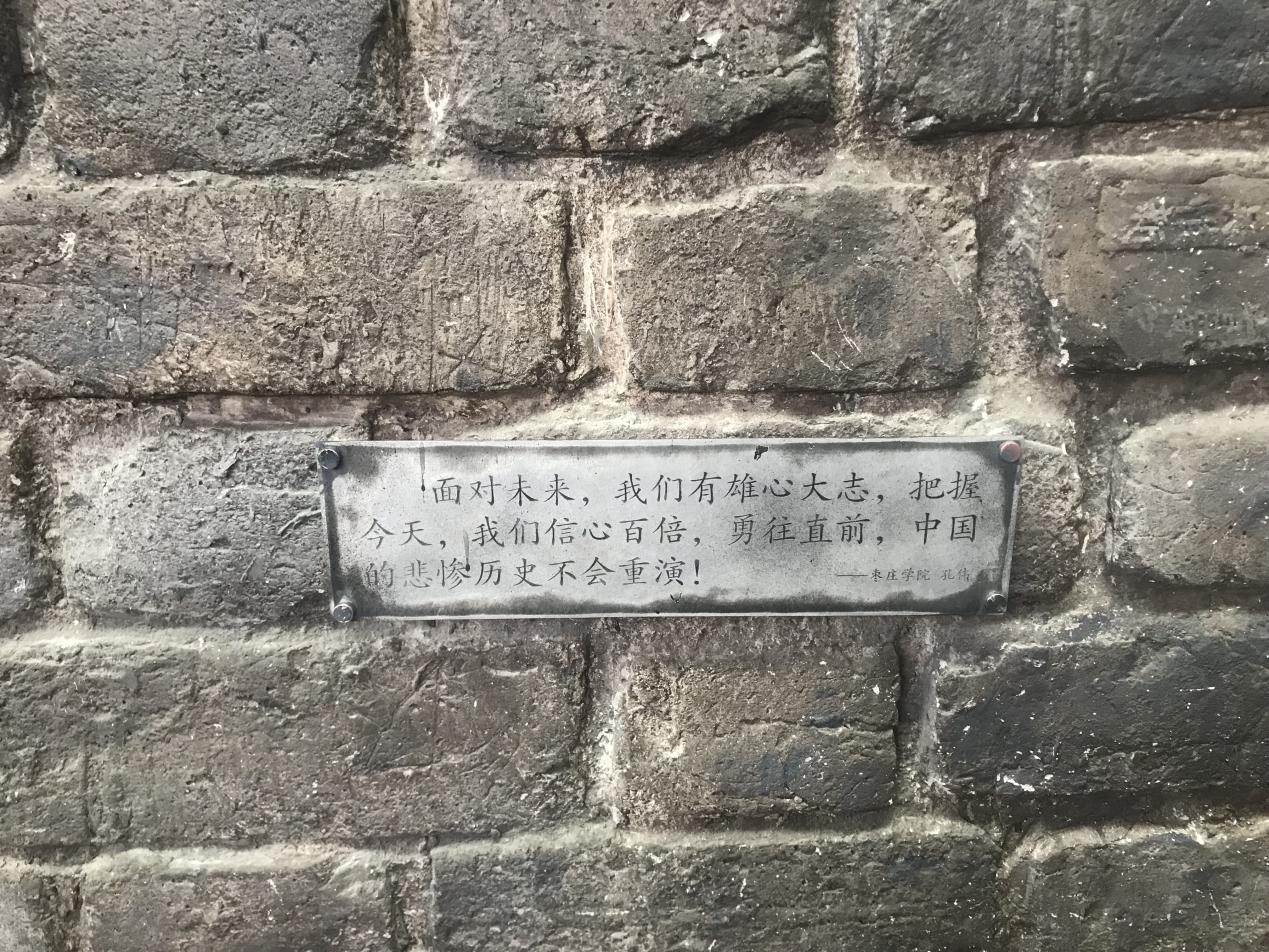 面对未来，我们有雄心大志，把握
今天，我们信心百倍，勇往直前，中国
的悲惨历史不会重演！
——枣庄学院 孔伟